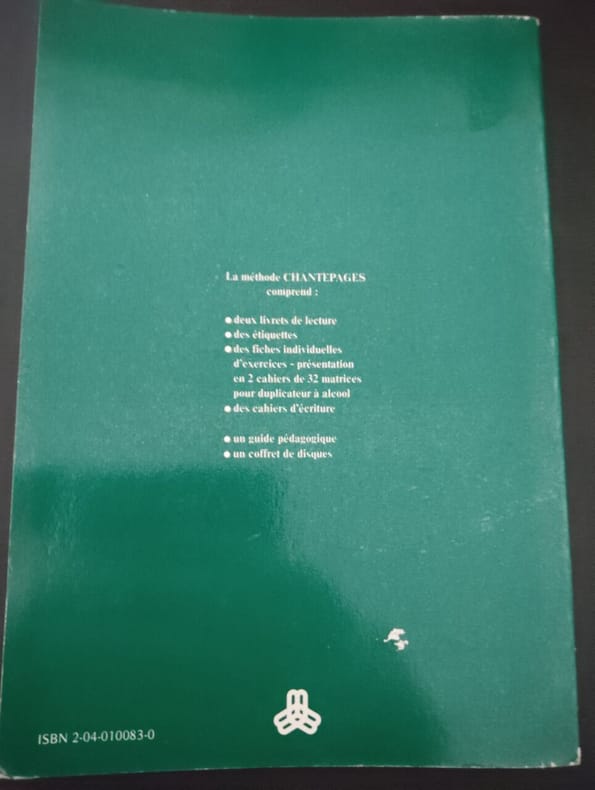 La méthode CHANTEPAGES
comprend :
● deux livrets de lecture
● des étiquettes
● des fiches individuelles
d'exercices - présentation
en 2 cahiers de 32 matrices
pour duplicateur à alcool
● des cahiers d'écriture
● un guide pédagogique
● un coffret de disques
ISBN 2-04-010083-0